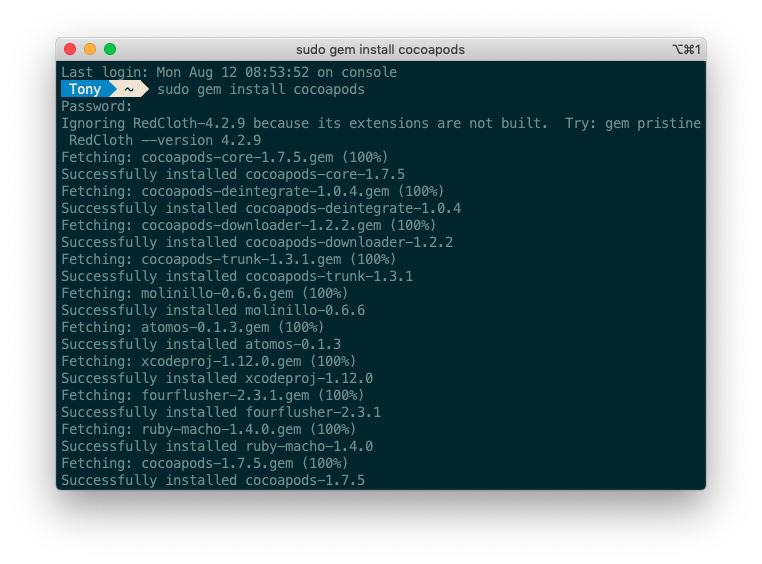 sudo gem install cocoapods
⌥⌘1
Last login: Mon Aug 12 08:53:52 on console
Tony ~ sudo gem install cocoapods
Password:
Ignoring RedCloth-4.2.9 because its extensions are not built.  Try: gem pristine
 RedCloth --version 4.2.9
Fetching: cocoapods-core-1.7.5.gem (100%)
Successfully installed cocoapods-core-1.7.5
Fetching: cocoapods-deintegrate-1.0.4.gem (100%)
Successfully installed cocoapods-deintegrate-1.0.4
Fetching: cocoapods-downloader-1.2.2.gem (100%)
Successfully installed cocoapods-downloader-1.2.2
Fetching: cocoapods-trunk-1.3.1.gem (100%)
Successfully installed cocoapods-trunk-1.3.1
Fetching: molinillo-0.6.6.gem (100%)
Successfully installed molinillo-0.6.6
Fetching: atomos-0.1.3.gem (100%)
Successfully installed atomos-0.1.3
Fetching: xcodeproj-1.12.0.gem (100%)
Successfully installed xcodeproj-1.12.0
Fetching: fourflusher-2.3.1.gem (100%)
Successfully installed fourflusher-2.3.1
Fetching: ruby-macho-1.4.0.gem (100%)
Successfully installed ruby-macho-1.4.0
Fetching: cocoapods-1.7.5.gem (100%)
Successfully installed cocoapods-1.7.5